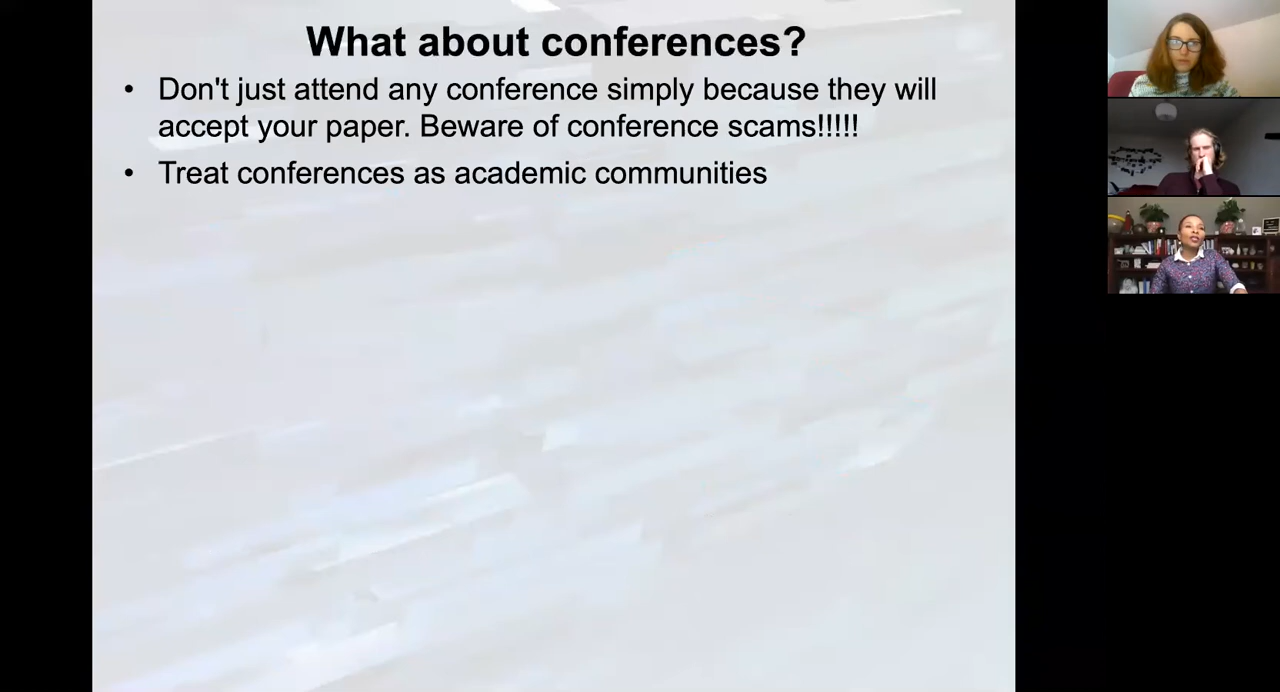 What about conferences?
• Don't just attend any conference simply because they will
accept your paper. Beware of conference scams!!!!!
• Treat conferences as academic communities